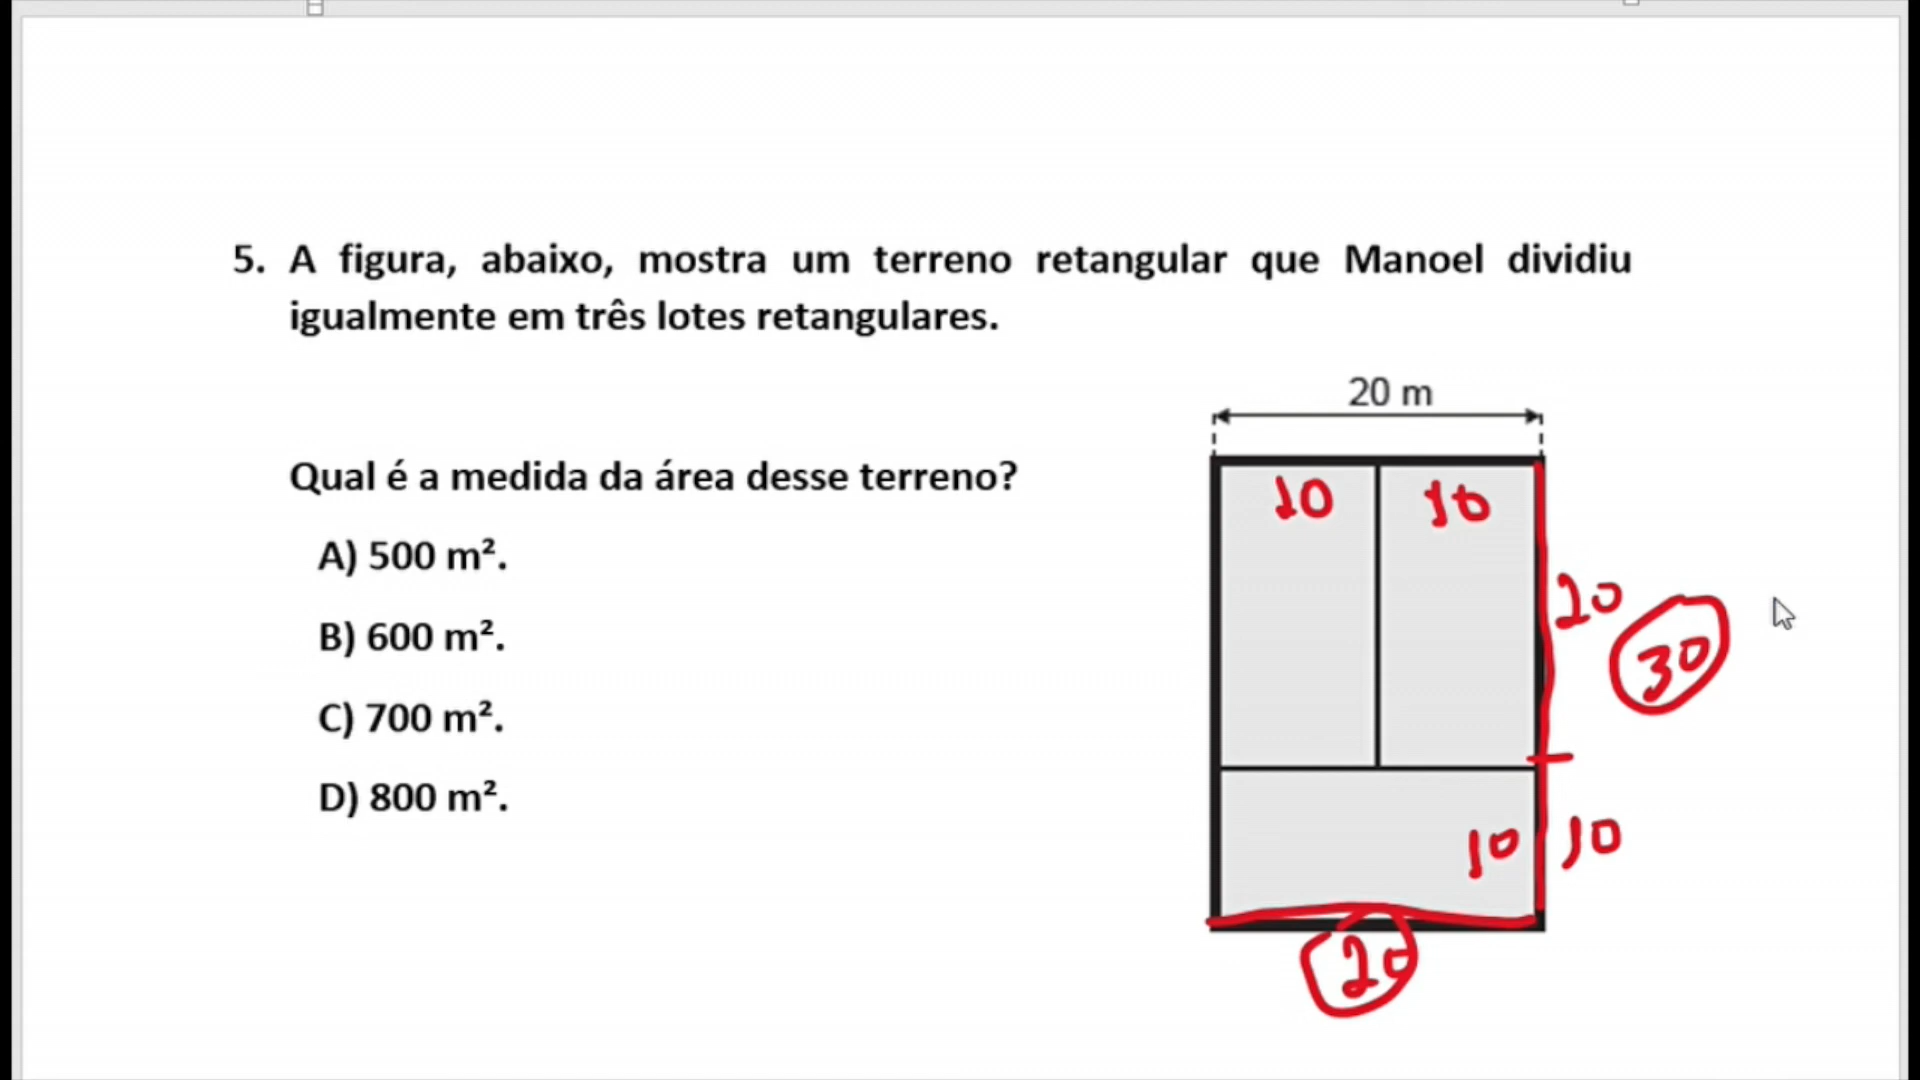 5. A figura, abaixo, mostra um terreno retangular que Manoel dividiu
igualmente em três lotes retangulares.
20 m
Qual é a medida da área desse terreno?
A) 500 m².
B) 600 m².
C) 700 m².
D) 800 m².
10 10
20
30
10 10
20